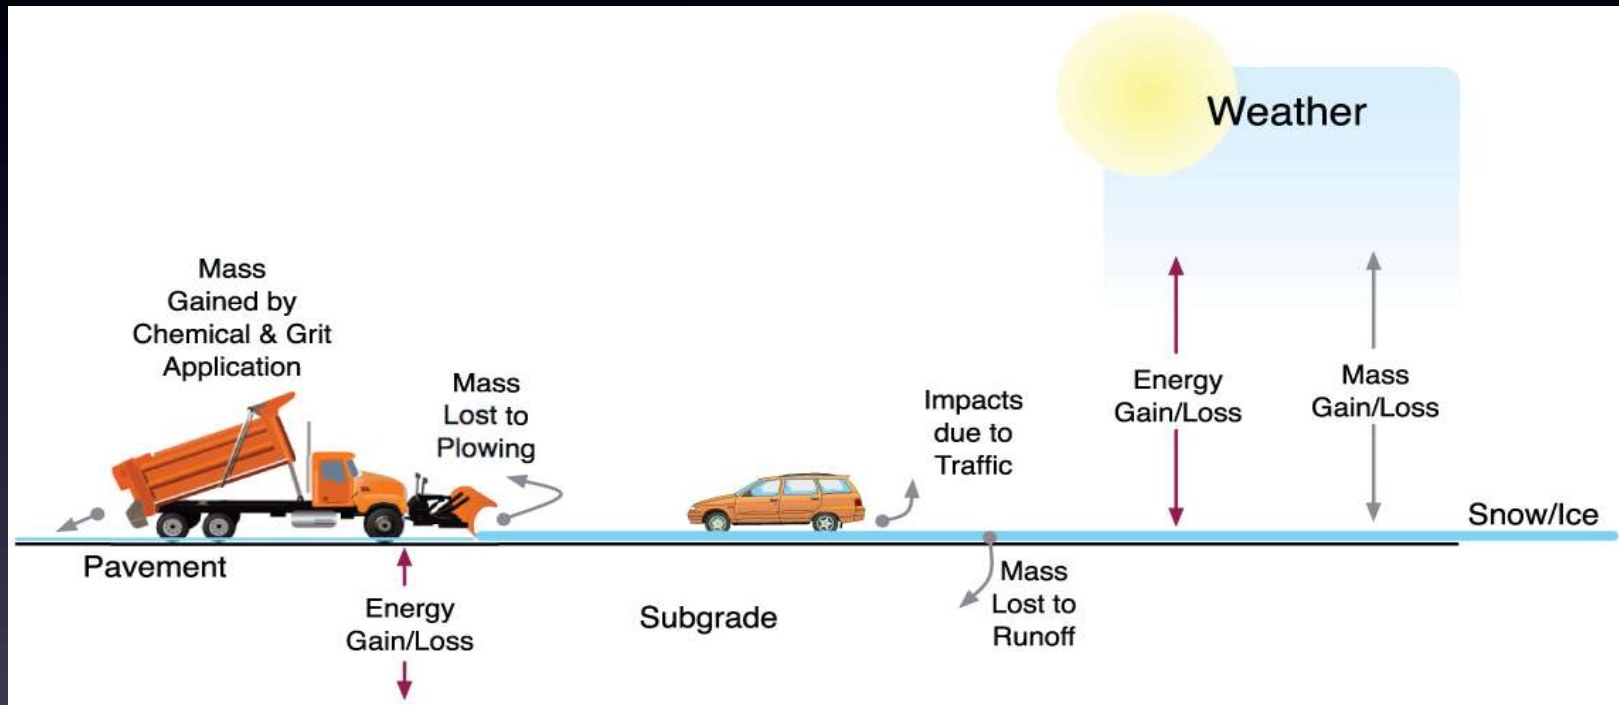 Weather
Mass
Gained by
Chemical & Grit
Application
Mass
Lost to
Plowing
Impacts
due to
Traffic
Energy
Gain/Loss
Mass
Gain/Loss
Snow/Ice
Pavement
Energy
Gain/Loss
Subgrade
Mass
Lost to
Runoff